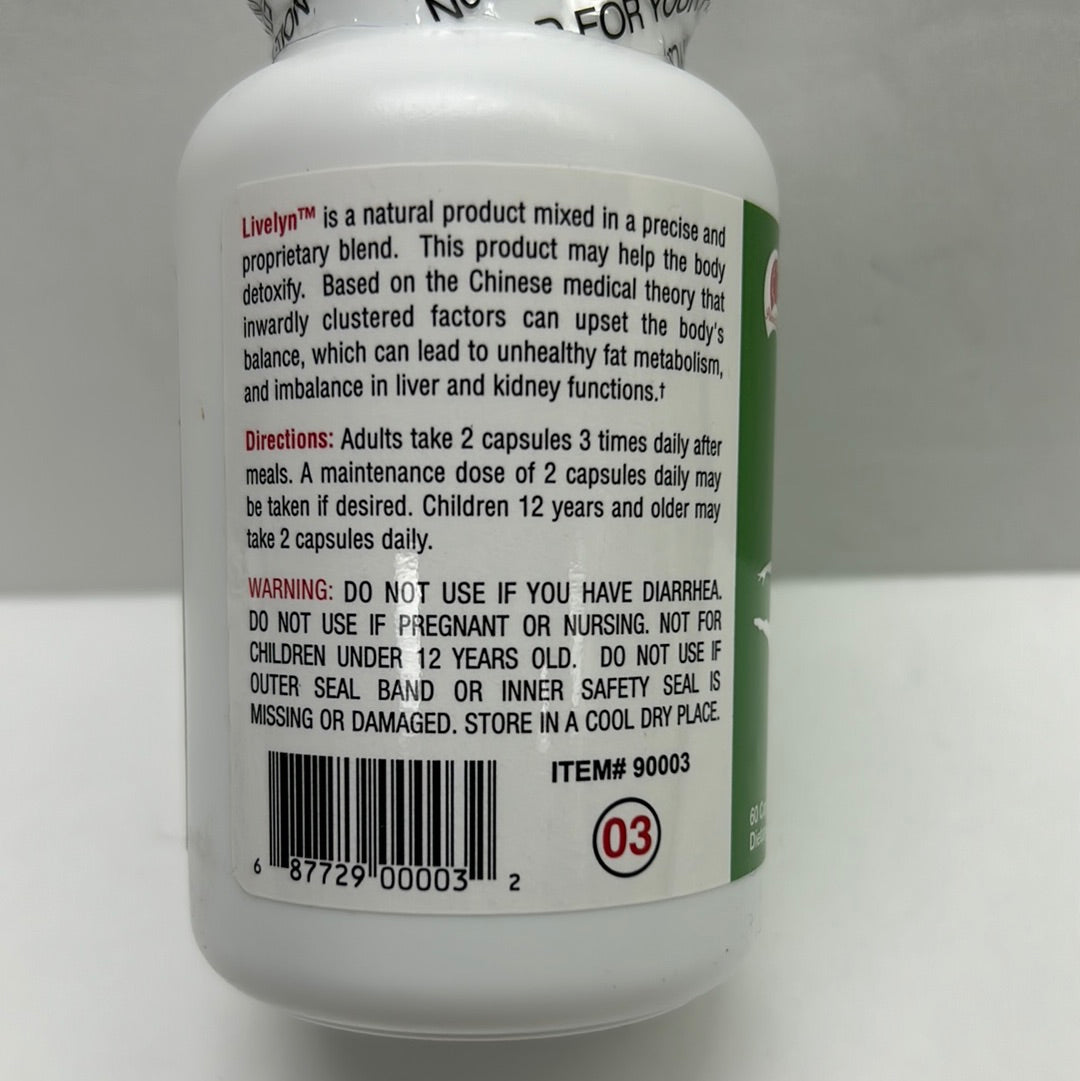 FOR YOUR
Livelyn™ is a natural product mixed in a precise and
proprietary blend. This product may help the body
detoxify. Based on the Chinese medical theory that
inwardly clustered factors can upset the body's
balance, which can lead to unhealthy fat metabolism,
and imbalance in liver and kidney functions.†
Directions: Adults take 2 capsules 3 times daily after
meals. A maintenance dose of 2 capsules daily may
be taken if desired. Children 12 years and older may
take 2 capsules daily.
WARNING: DO NOT USE IF YOU HAVE DIARRHEA.
DO NOT USE IF PREGNANT OR NURSING. NOT FOR
CHILDREN UNDER 12 YEARS OLD. DO NOT USE IF
OUTER SEAL BAND OR INNER SAFETY SEAL IS
MISSING OR DAMAGED. STORE IN A COOL DRY PLACE.
ITEM# 90003
03
6 87729 00003 2
60